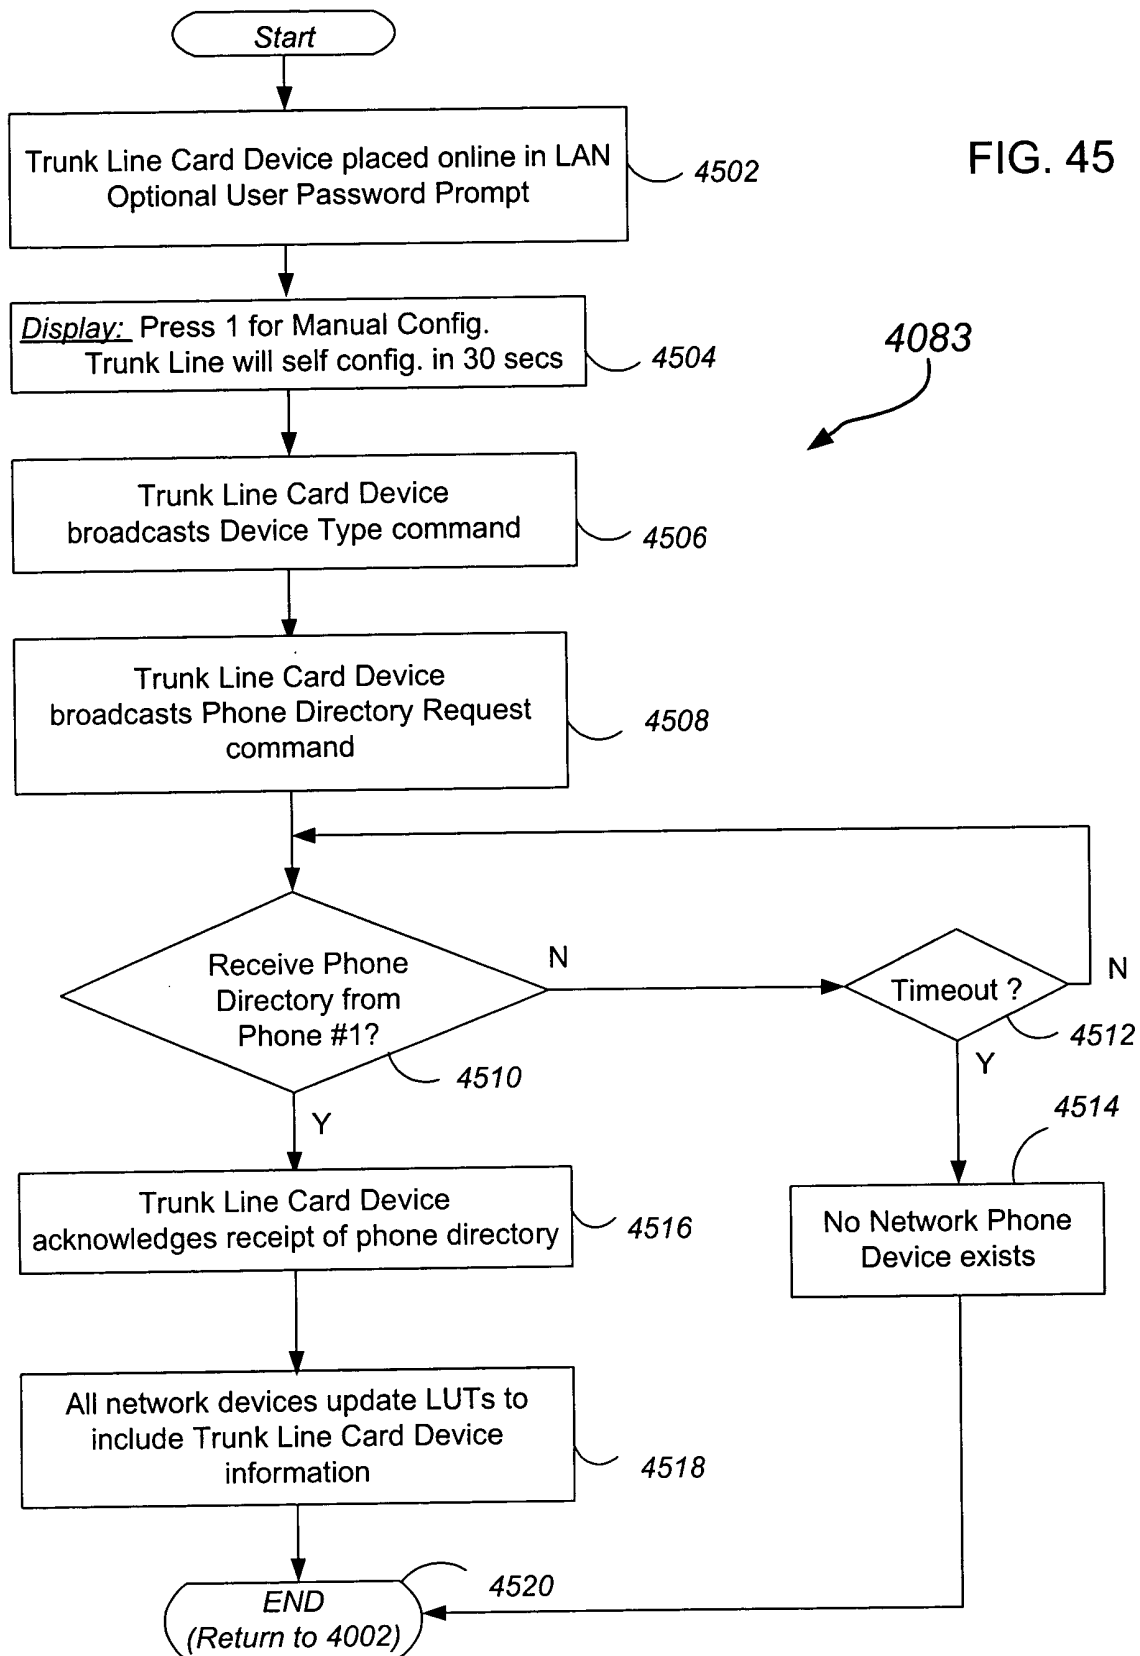 Start
Trunk Line Card Device placed online in LAN
Optional User Password Prompt
4502
FIG. 45
Display: Press 1 for Manual Config.
Trunk Line will self config. in 30 secs
4504
4083
Trunk Line Card Device
broadcasts Device Type command
4506
Trunk Line Card Device
broadcasts Phone Directory Request
command
4508
Receive Phone
Directory from
Phone #1?
4510
N
Timeout ?
N
4512
Y
Y
4514
Trunk Line Card Device
acknowledges receipt of phone directory
4516
No Network Phone
Device exists
All network devices update LUTs to
include Trunk Line Card Device
information
4518
END
(Return to 4002)
4520